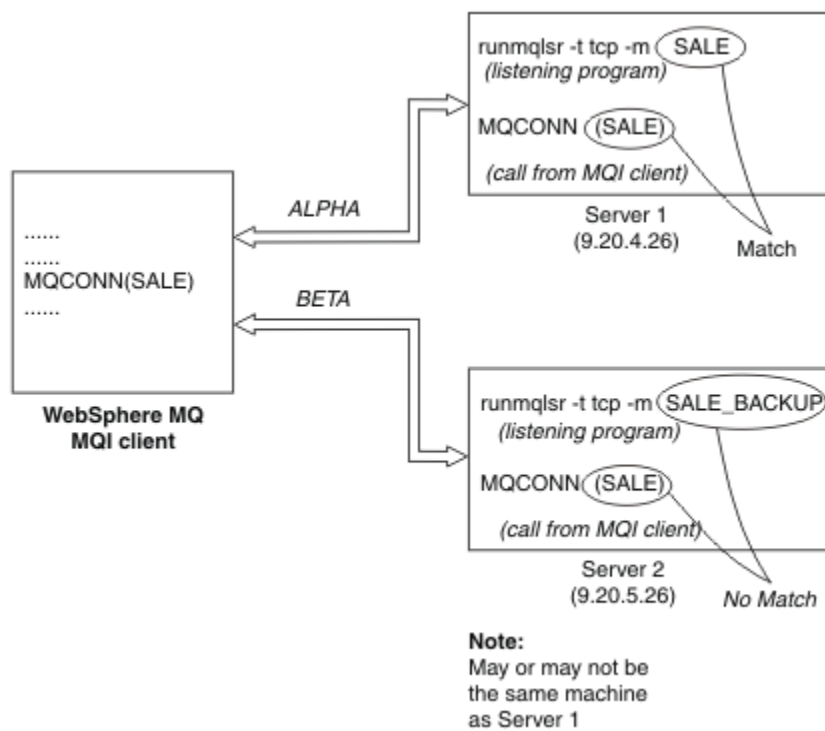 runmqlsr -t tcp -m SALE
(listening program)
MQCONN (SALE)
(call from MQI client)
Server 1
(9.20.4.26)
Match
ALPHA
......
......
MQCONN(SALE)
......
BETA
WebSphere MQ
MQI client
runmqlsr -t tcp -m SALE_BACKUP
(listening program)
MQCONN (SALE)
(call from MQI client)
Server 2
(9.20.5.26)
No Match
Note:
May or may not be
the same machine
as Server 1